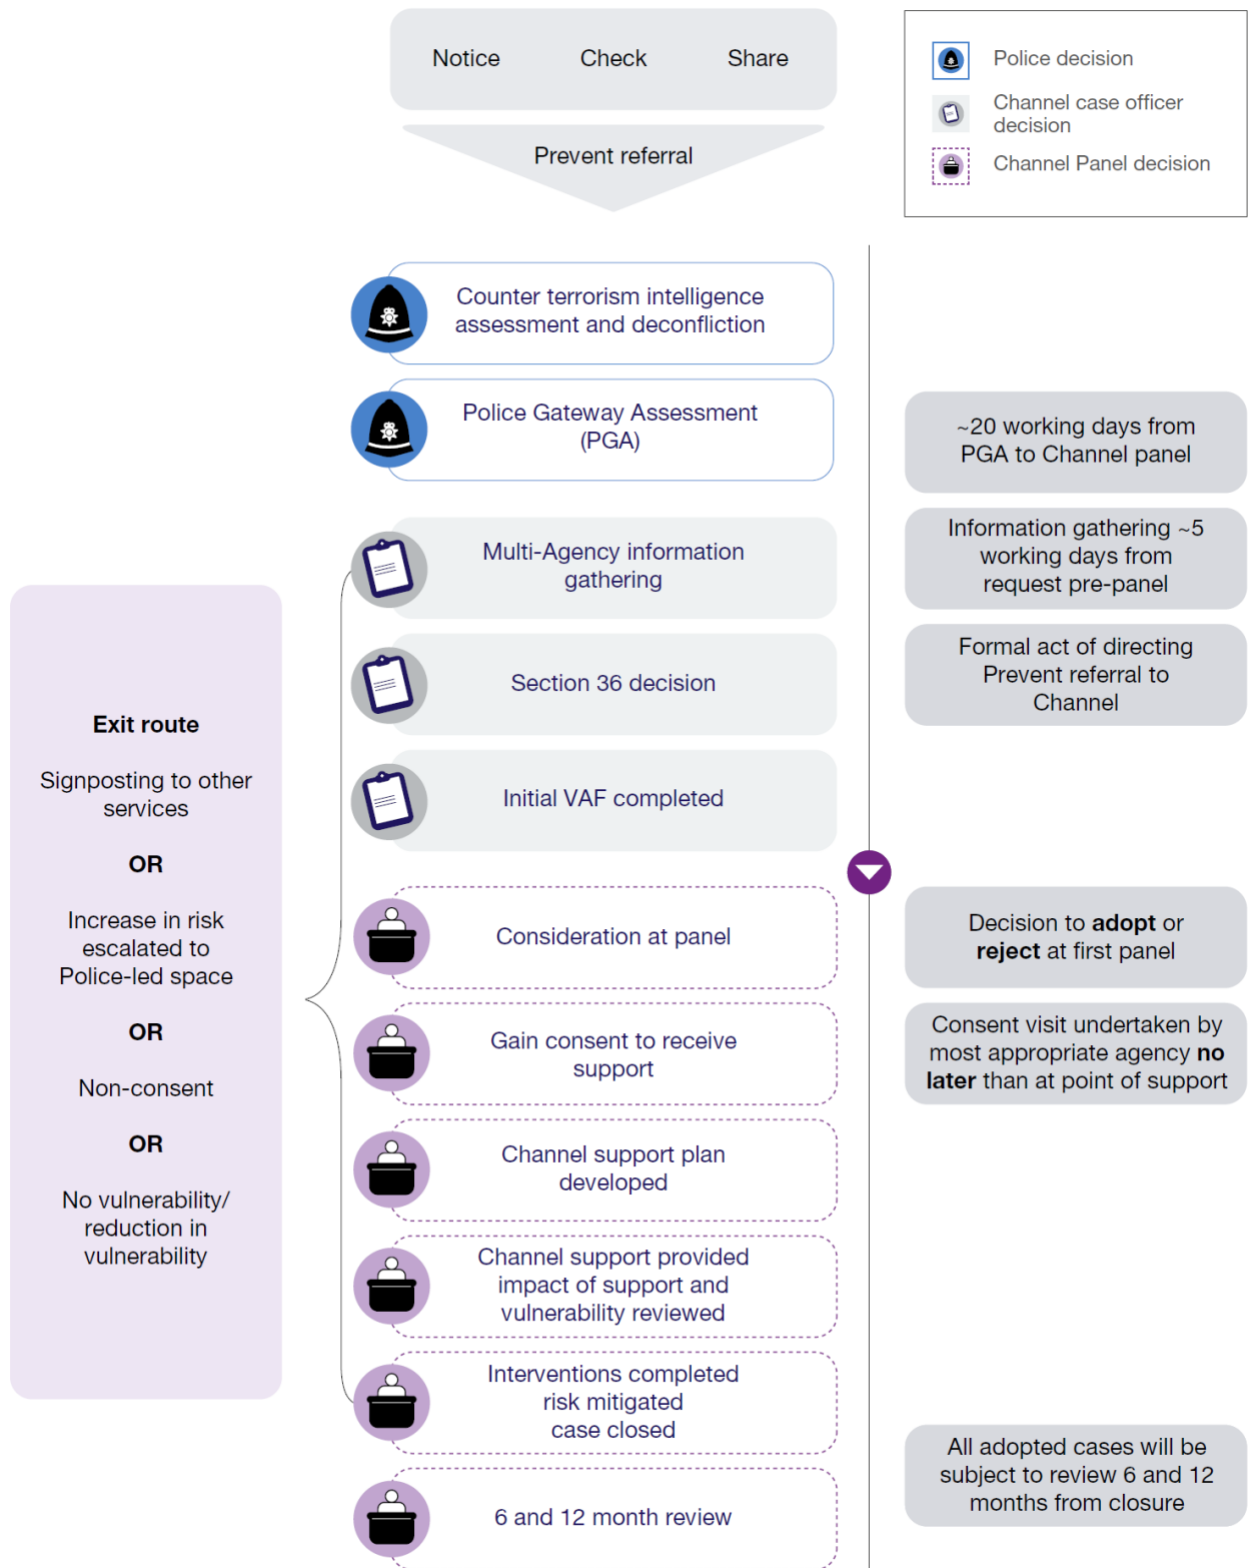 Notice Check Share
Prevent referral
Police decision
Channel case officer
decision
Channel Panel decision
Counter terrorism intelligence
assessment and deconfliction
Police Gateway Assessment
(PGA)
~20 working days from
PGA to Channel panel
Multi-Agency information
gathering
Information gathering ~5
working days from
request pre-panel
Section 36 decision
Formal act of directing
Prevent referral to
Channel
Initial VAF completed
Exit route
Signposting to other
services
OR
Increase in risk
escalated to
Police-led space
OR
Non-consent
OR
No vulnerability/
reduction in
vulnerability
Consideration at panel
Decision to adopt or
reject at first panel
Gain consent to receive
support
Consent visit undertaken by
most appropriate agency no
later than at point of support
Channel support plan
developed
Channel support provided
impact of support and
vulnerability reviewed
Interventions completed
risk mitigated
case closed
6 and 12 month review
All adopted cases will be
subject to review 6 and 12
months from closure